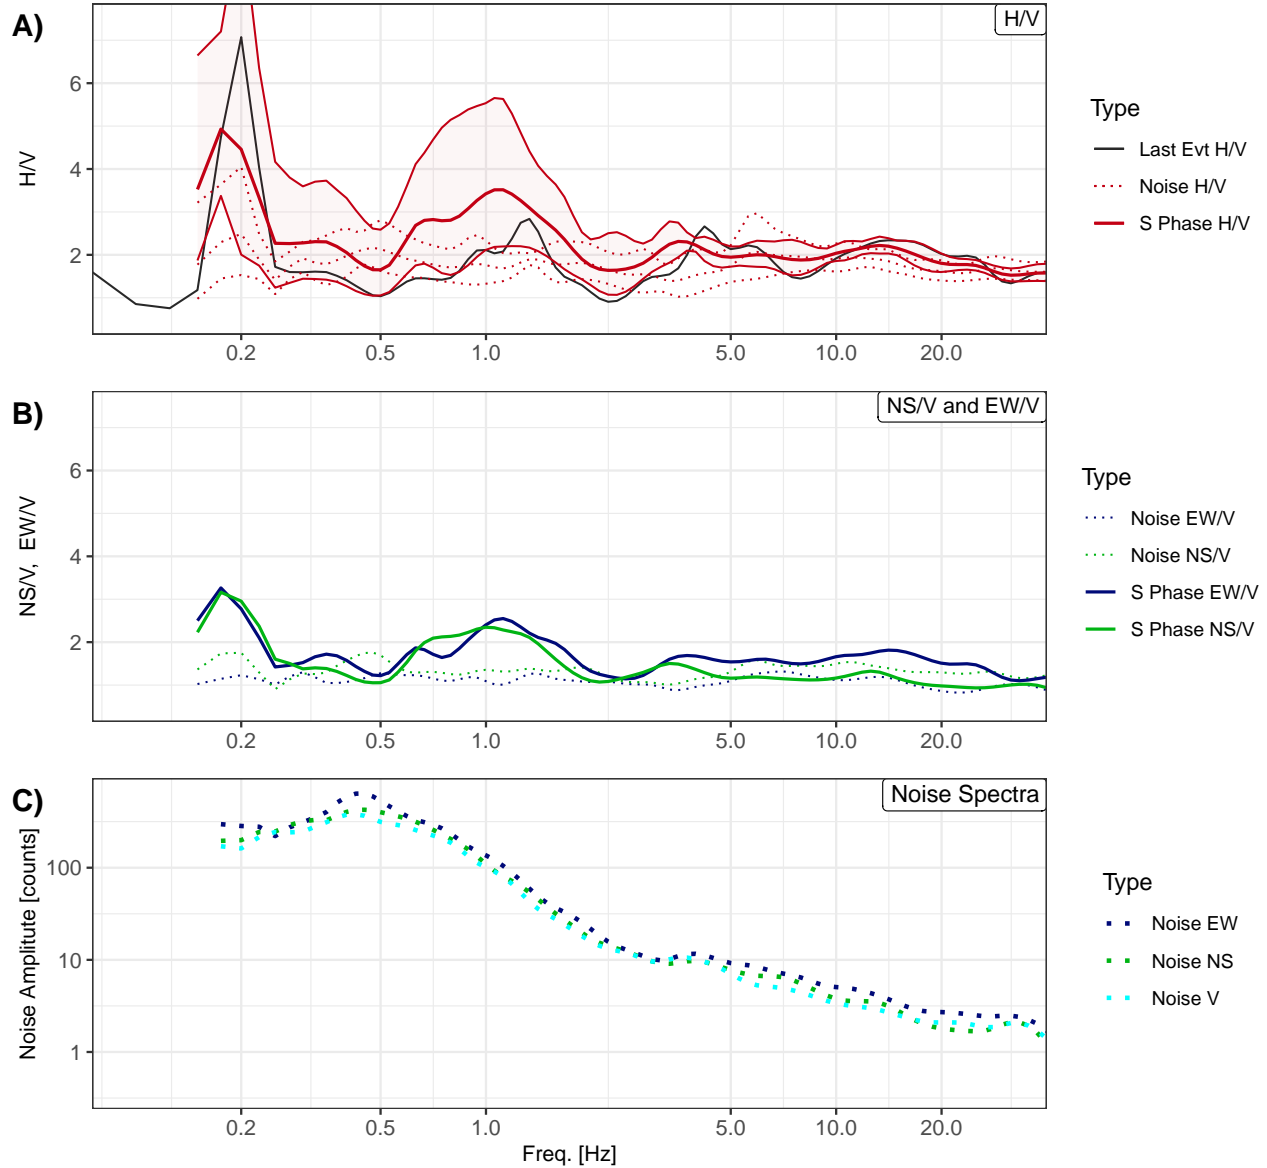 A)
H/V
H/V
6
4
2
0.2 0.5 1.0 5.0 10.0 20.0
Type
Last Evt H/V
Noise H/V
S Phase H/V
B)
NS/V and EW/V
NS/V, EW/V
6
4
2
0.2 0.5 1.0 5.0 10.0 20.0
Type
Noise EW/V
Noise NS/V
S Phase EW/V
S Phase NS/V
C)
Noise Spectra
Noise Amplitute [counts]
100
10
1
0.2 0.5 1.0 5.0 10.0 20.0
Freq. [Hz]
Type
Noise EW
Noise NS
Noise V